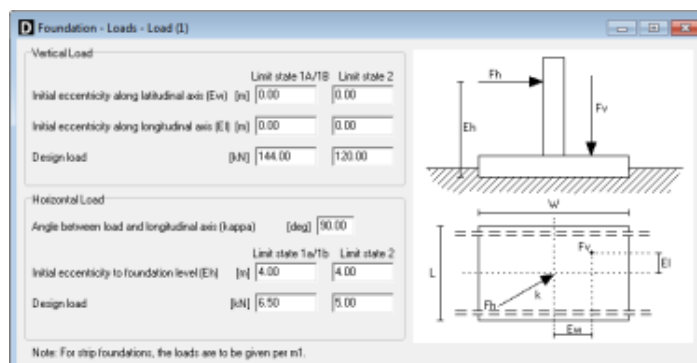 D Foundation - Loads - Load (1)
Vertical Load
Limit state 1A/1B Limit state 2
Initial eccentricity along latitudinal axis (Ew) [m] 0.00 0.00
Initial eccentricity along longitudinal axis (El) [m] 0.00 0.00
Design load [kN] 144.00 120.00
Horizontal Load
Angle between load and longitudinal axis (kappa) [deg] 90.00
Limit state 1a/1b Limit state 2
Initial eccentricity to foundation level (Eh) [m] 4.00 4.00
Design load [kN] 6.50 5.00
Note: For strip foundations, the loads are to be given per m1.
Fh
Eh
Fv
W
L
Fv
El
Fh
k
Ew